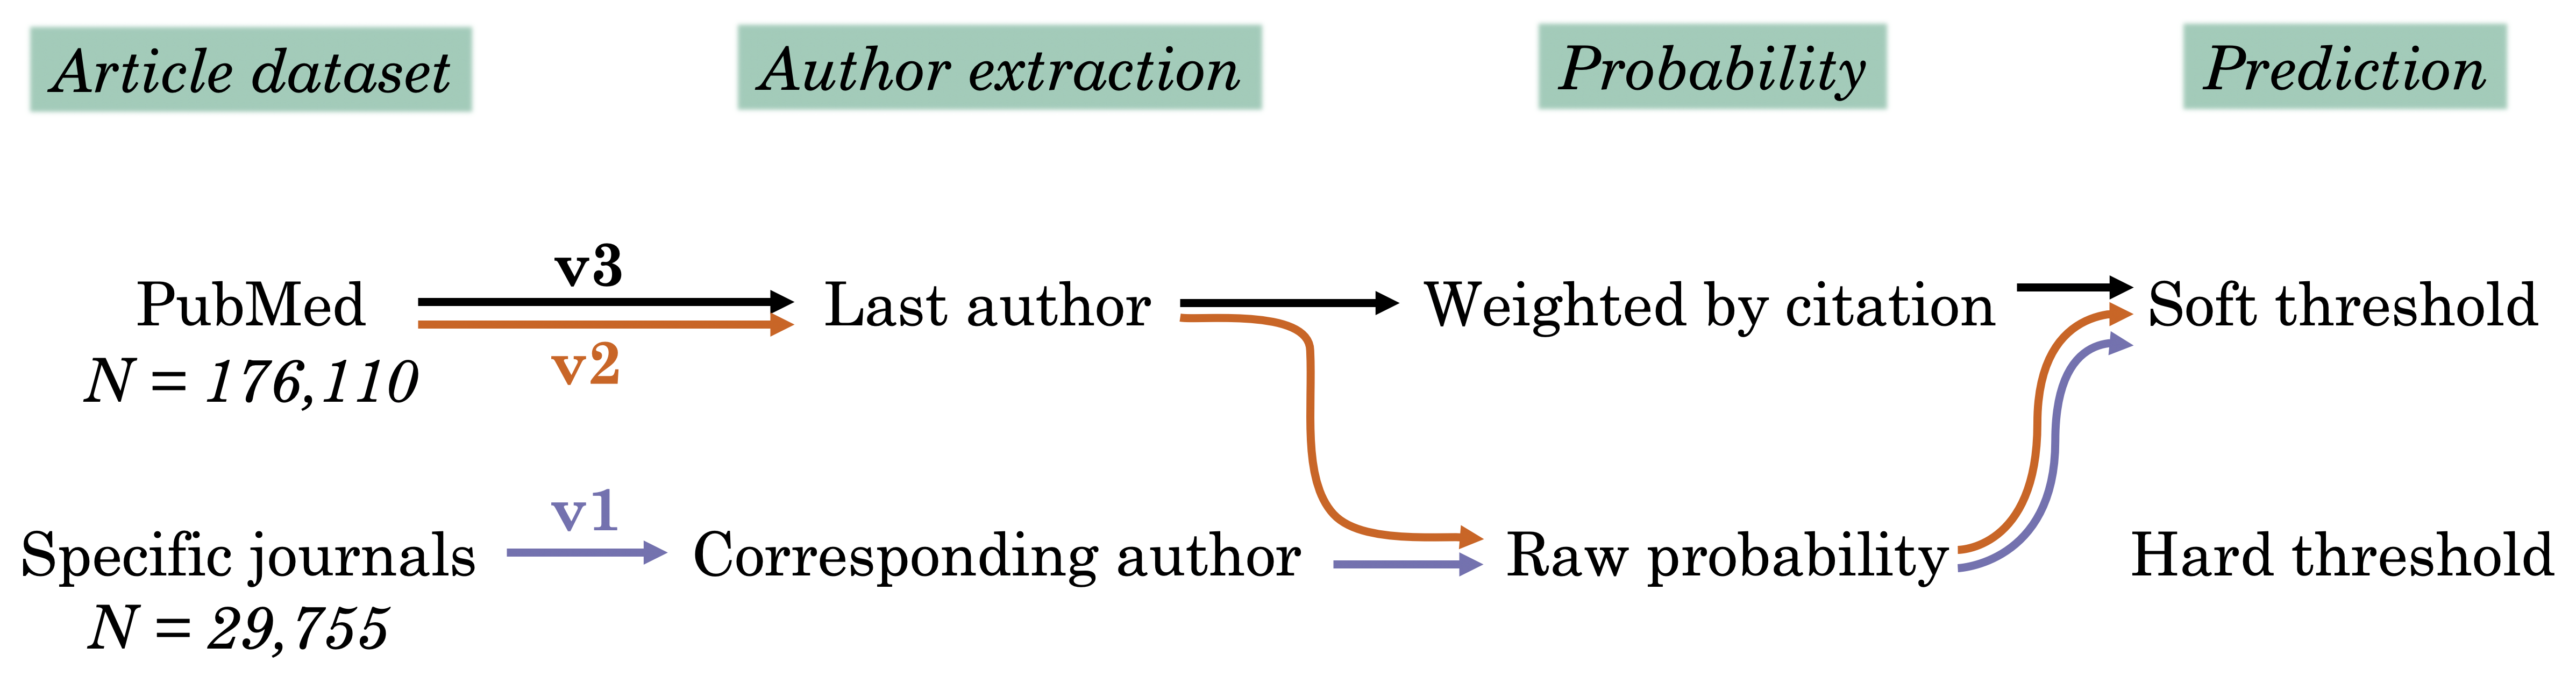 Article dataset
Author extraction
Probability
Prediction
v3
PubMed
Last author
Weighted by citation
Soft threshold
v2
N = 176,110
v1
Specific journals
Corresponding author
Raw probability
Hard threshold
N = 29,755